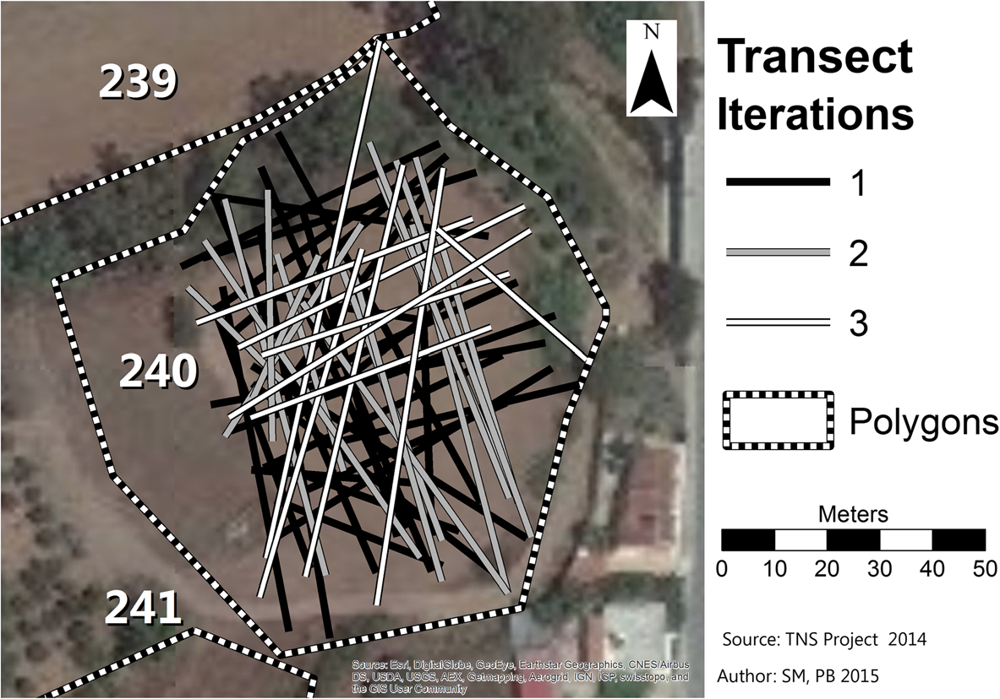 239
240
241
N
Transect
Iterations
1
2
3
Polygons
Meters
0 10 20 30 40 50
Source: TNS Project 2014
Author: SM, PB 2015
Source: Esri, DigitalGlobe, GeoEye, Earthstar Geographics, CNES/Airbus
DS, USDA, USGS, AEX, Getmapping, Aerogrid, IGN, IGP, swisstopo, and
the GIS User Community